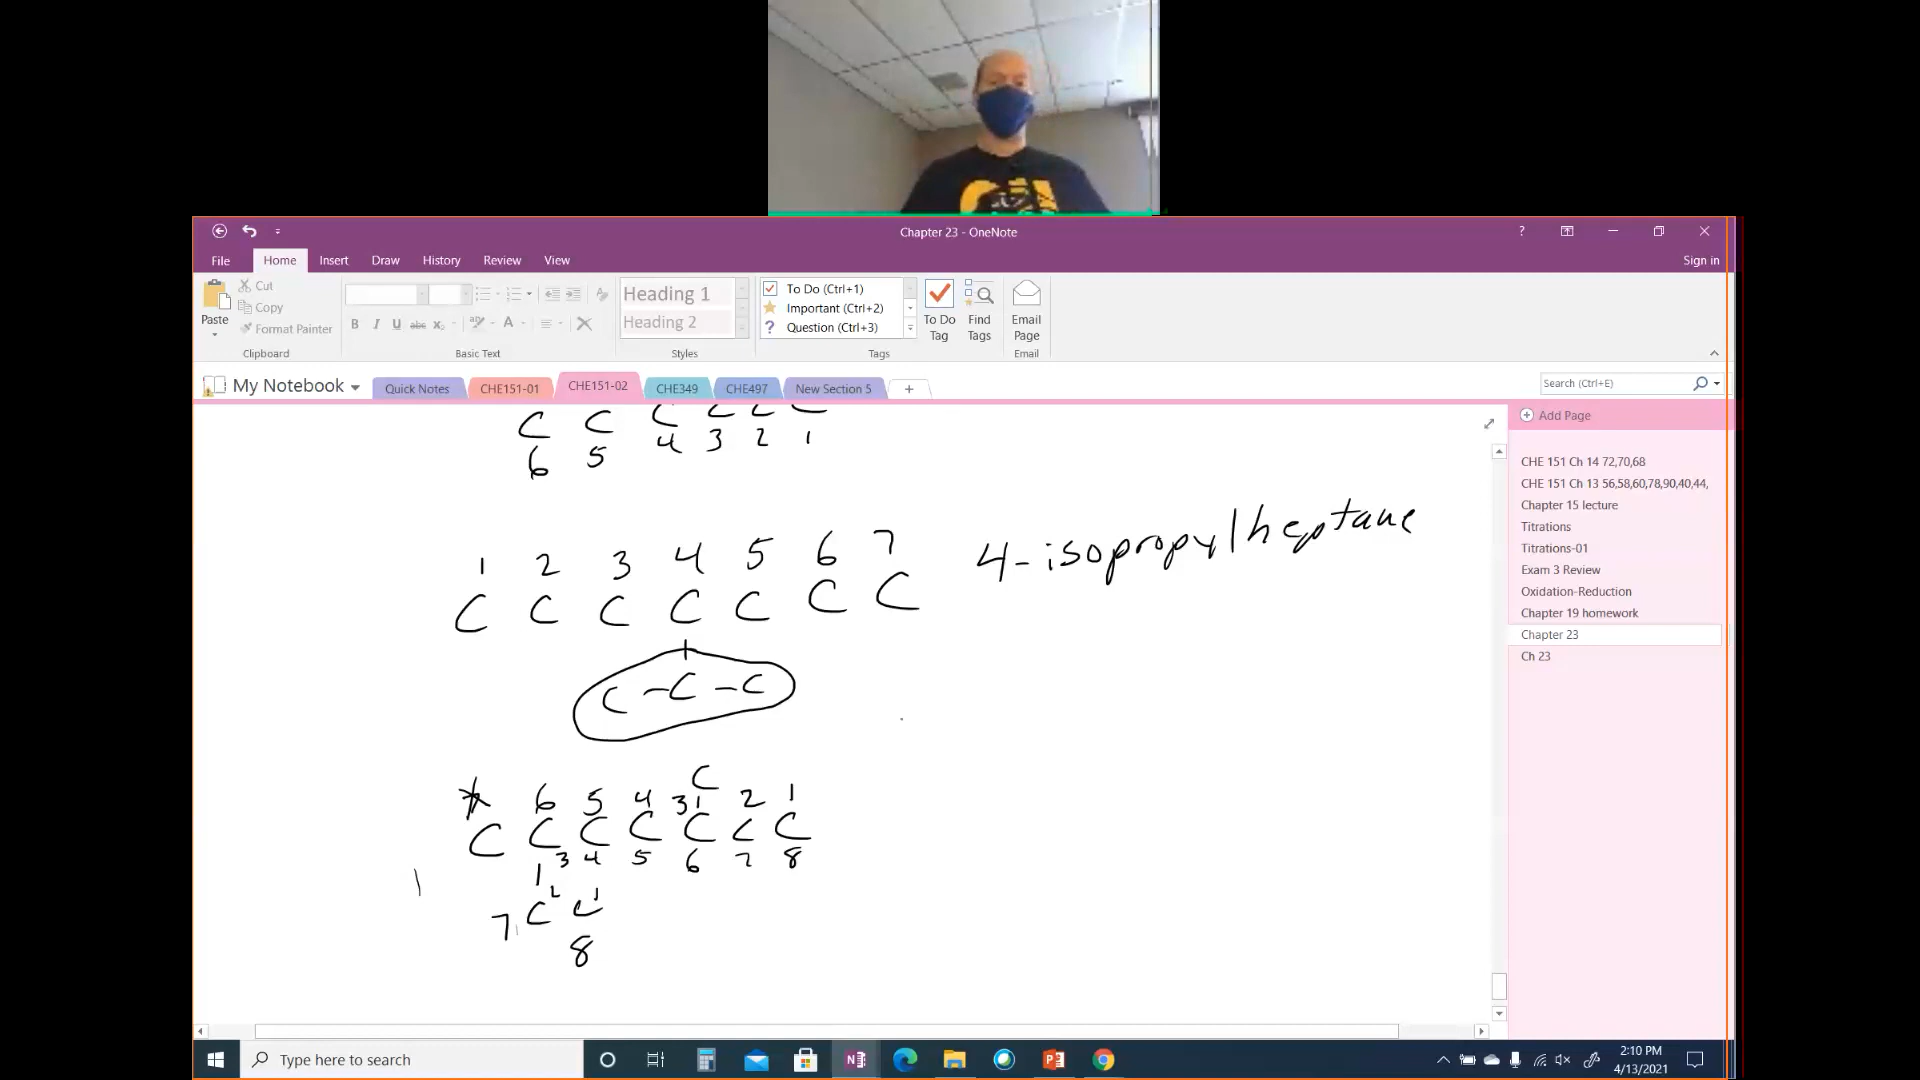 Chapter 23 - OneNote
?
File Home Insert Draw History Review View Sign in
Paste
Cut
Copy
Format Painter
Clipboard
B I U abc X₂ A
Basic Text
Heading 1
Heading 2
Styles
To Do (Ctrl+1)
Important (Ctrl+2)
? Question (Ctrl+3)
Tags
To Do Tag
Find Tags
Email Page
Email
My Notebook
Quick Notes CHE151-01 CHE151-02 CHE349 CHE497 New Section 5 +
Search (Ctrl+E)
Add Page
CHE 151 Ch 14 72,70,68
CHE 151 Ch 13 56,58,60,78,90,40,44,
Chapter 15 lecture
Titrations
Titrations-01
Exam 3 Review
Oxidation-Reduction
Chapter 19 homework
Chapter 23
Ch 23
C C C C C C
6 5 4 3 2 1
1 2 3 4 5 6 7
C C C C C C C
4-isopropylheptane
C-C-C
C
6 5 4 3 2 1
C C C C C C C
3 4 5 6 7 8
2 1
7 C C
8
Type here to search
2:10 PM
4/13/2021